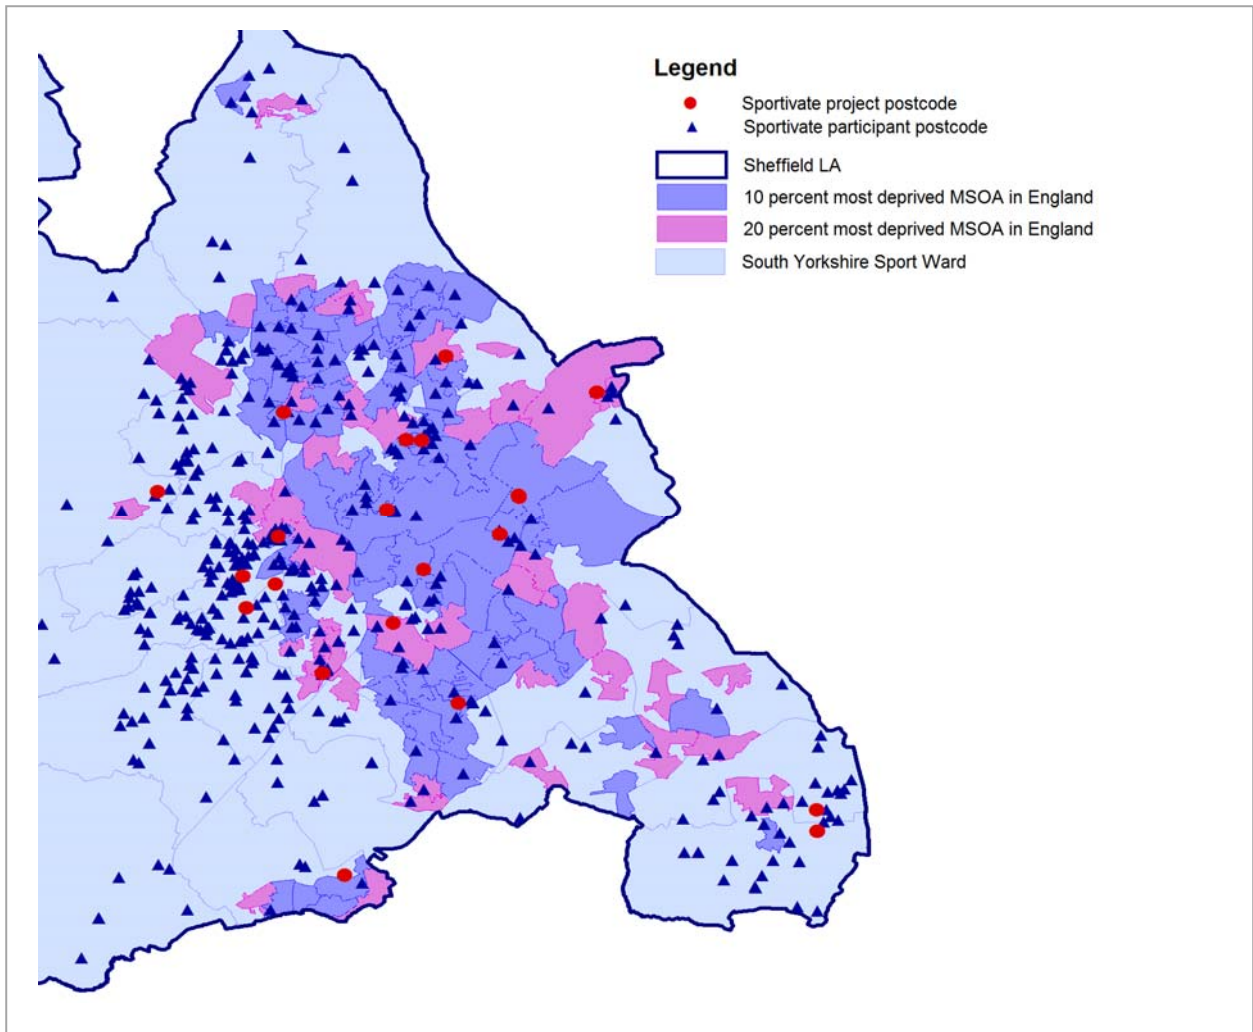 Legend
Sportivate project postcode
Sportivate participant postcode
Sheffield LA
10 percent most deprived MSOA in England
20 percent most deprived MSOA in England
South Yorkshire Sport Ward